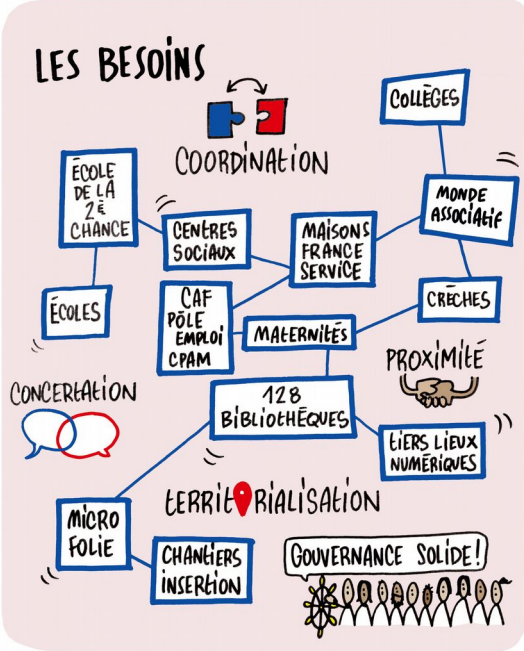 LES BESOINS
COORDINATION
COLLÈGES
ÉCOLE
DE LA
2È
CHANCE
CENTRES
SOCIAUX
MAISONS
FRANCE
SERVICE
MONDE
ASSOCIATIF
ÉCOLES
CAF
PÔLE
EMPLOI
CPAM
MATERNITÉS
CRÈCHES
PROXIMITÉ
CONCERTATION
128
BIBLIOTHÈQUES
TIERS LIEUX
NUMÉRIQUES
TERRITORIALISATION
MICRO
FOLIE
CHANTIERS
INSERTION
GOUVERNANCE SOLIDE!